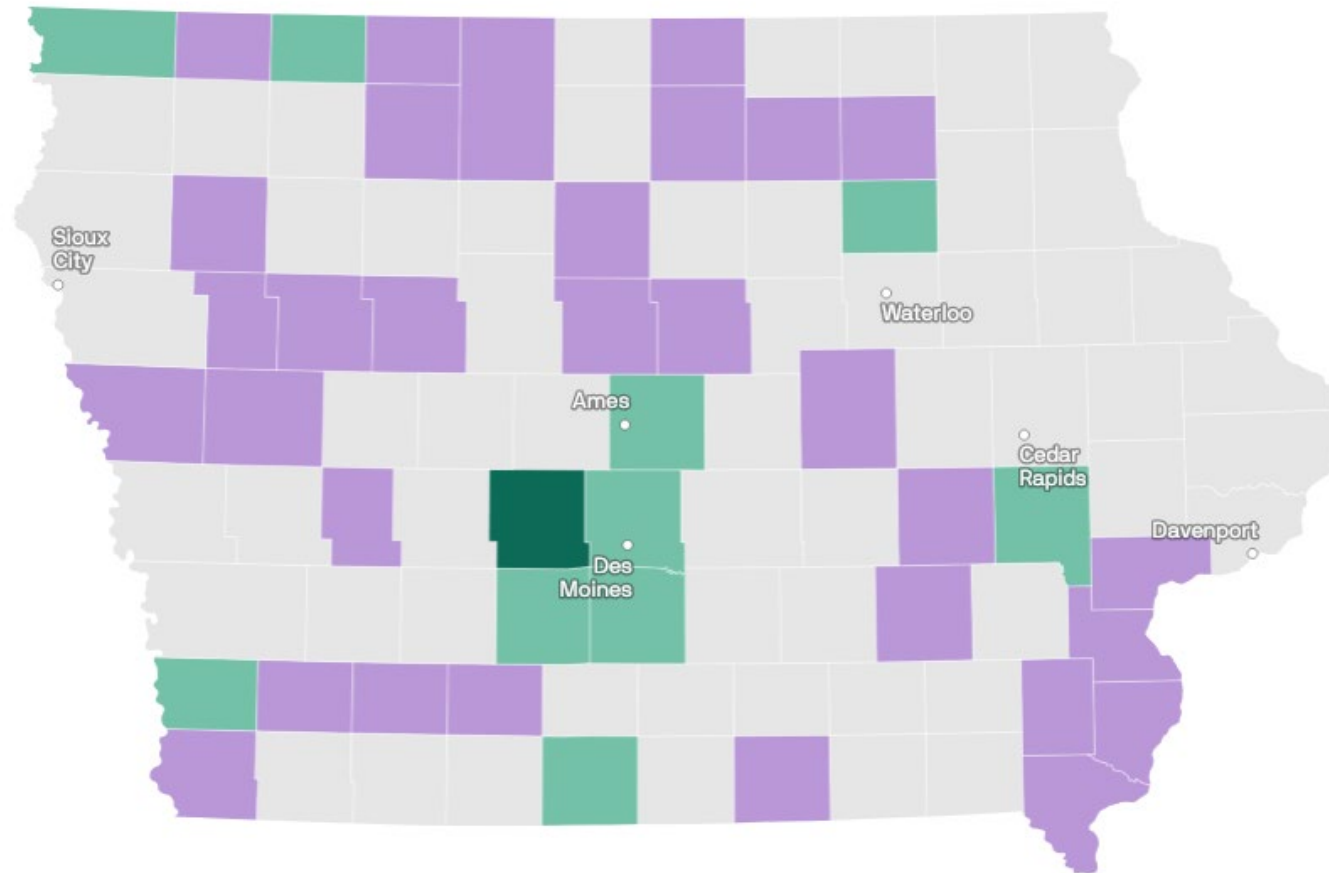 Sioux
City
Waterloo
Ames
Cedar
Rapids
Davenport
Des
Moines